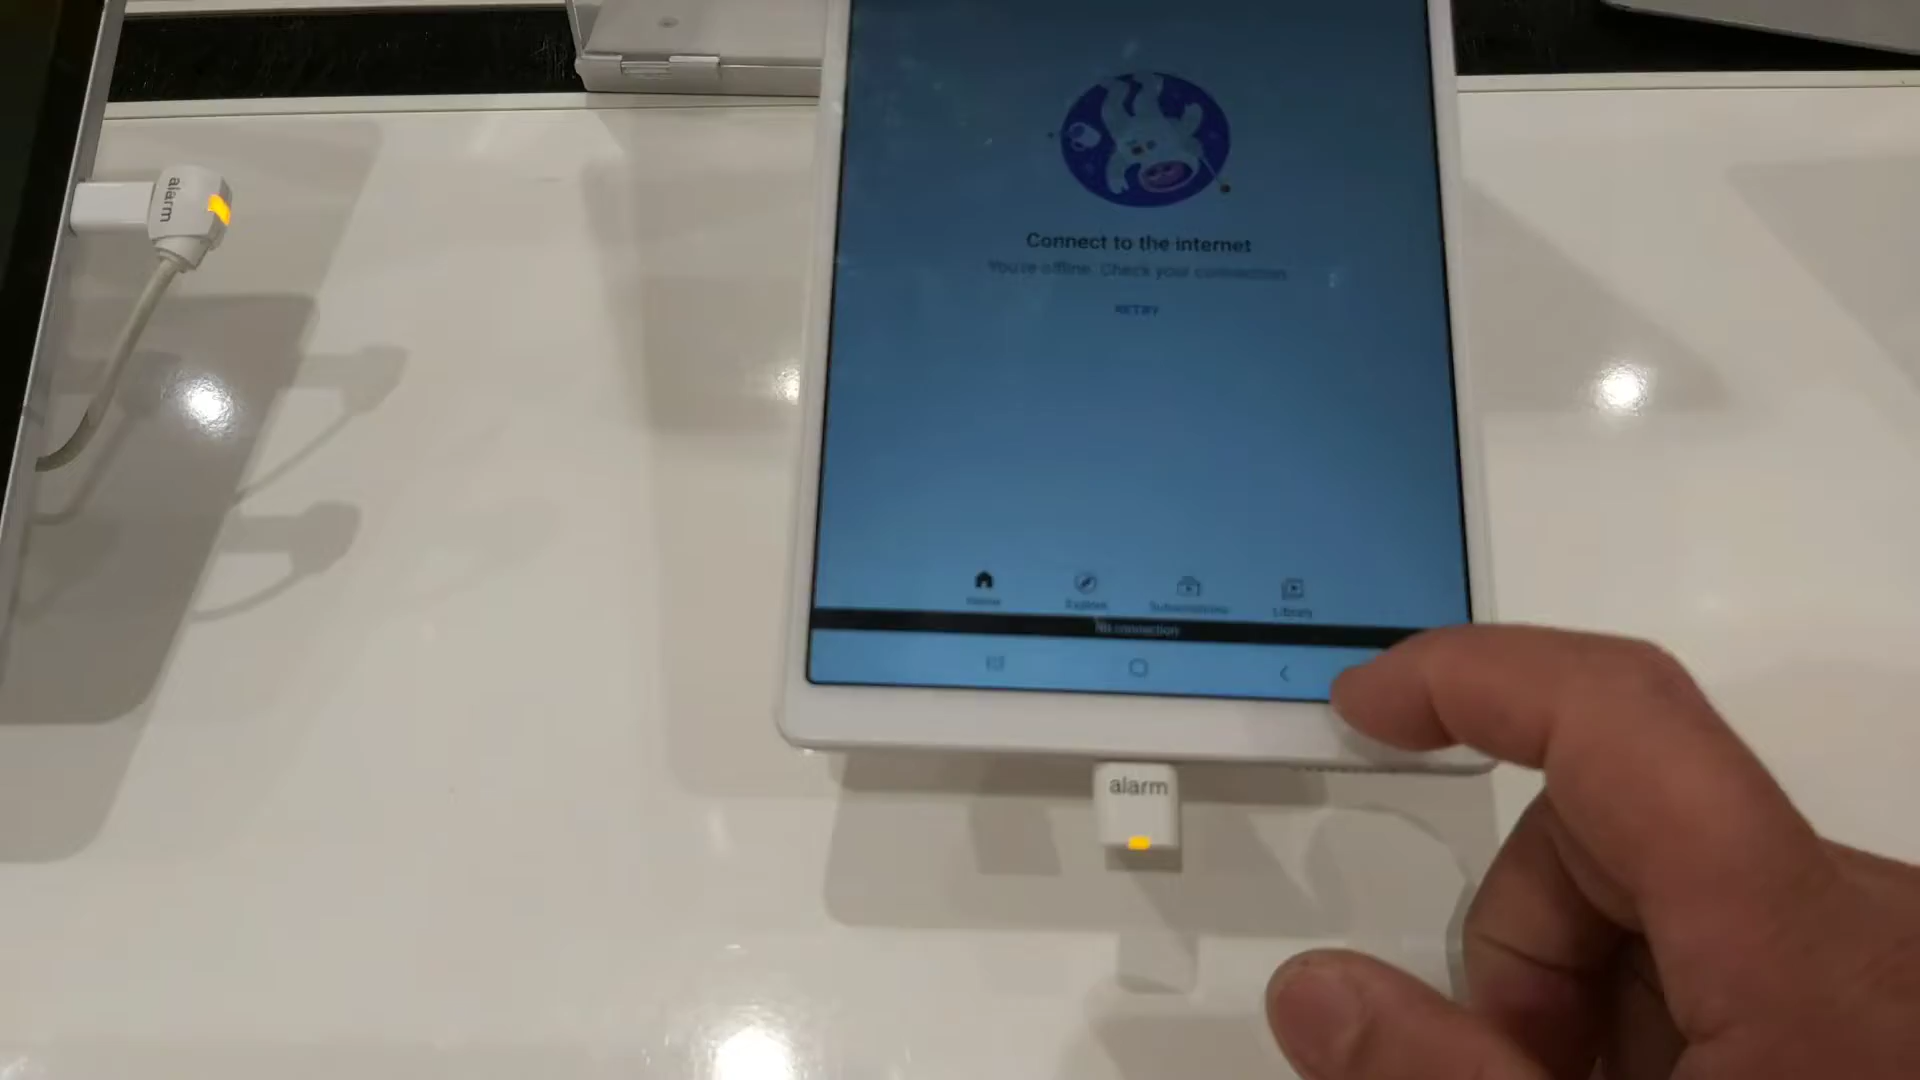 alarm
Connect to the internet
You're offline. Check your connection.
RETRY
Home
Explore
Subscriptions
Library
No connection
alarm